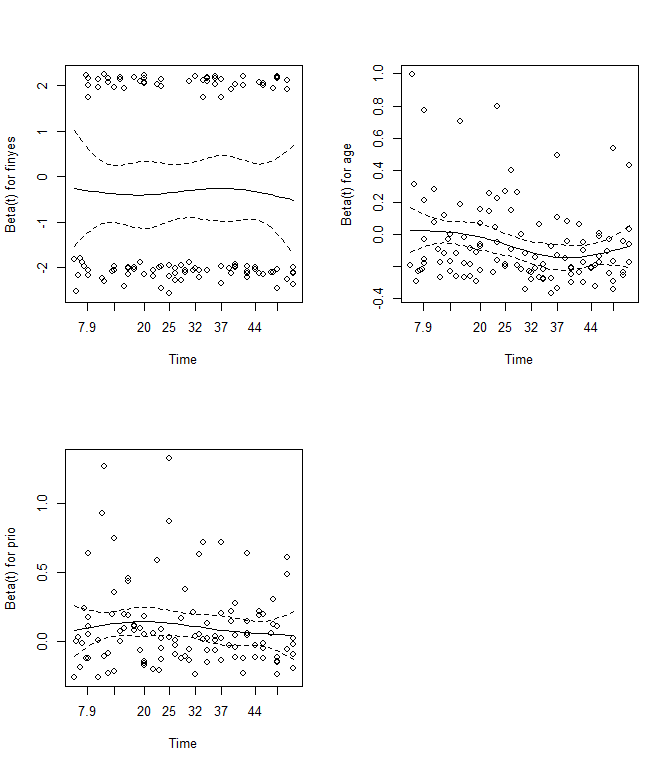 Beta(t) for finyes
-2 -1 0 1 2
7.9 20 25 32 37 44
Time
Beta(t) for age
-0.4 0.0 0.2 0.4 0.6 0.8 1.0
7.9 20 25 32 37 44
Time
Beta(t) for prio
0.0 0.5 1.0
7.9 20 25 32 37 44
Time